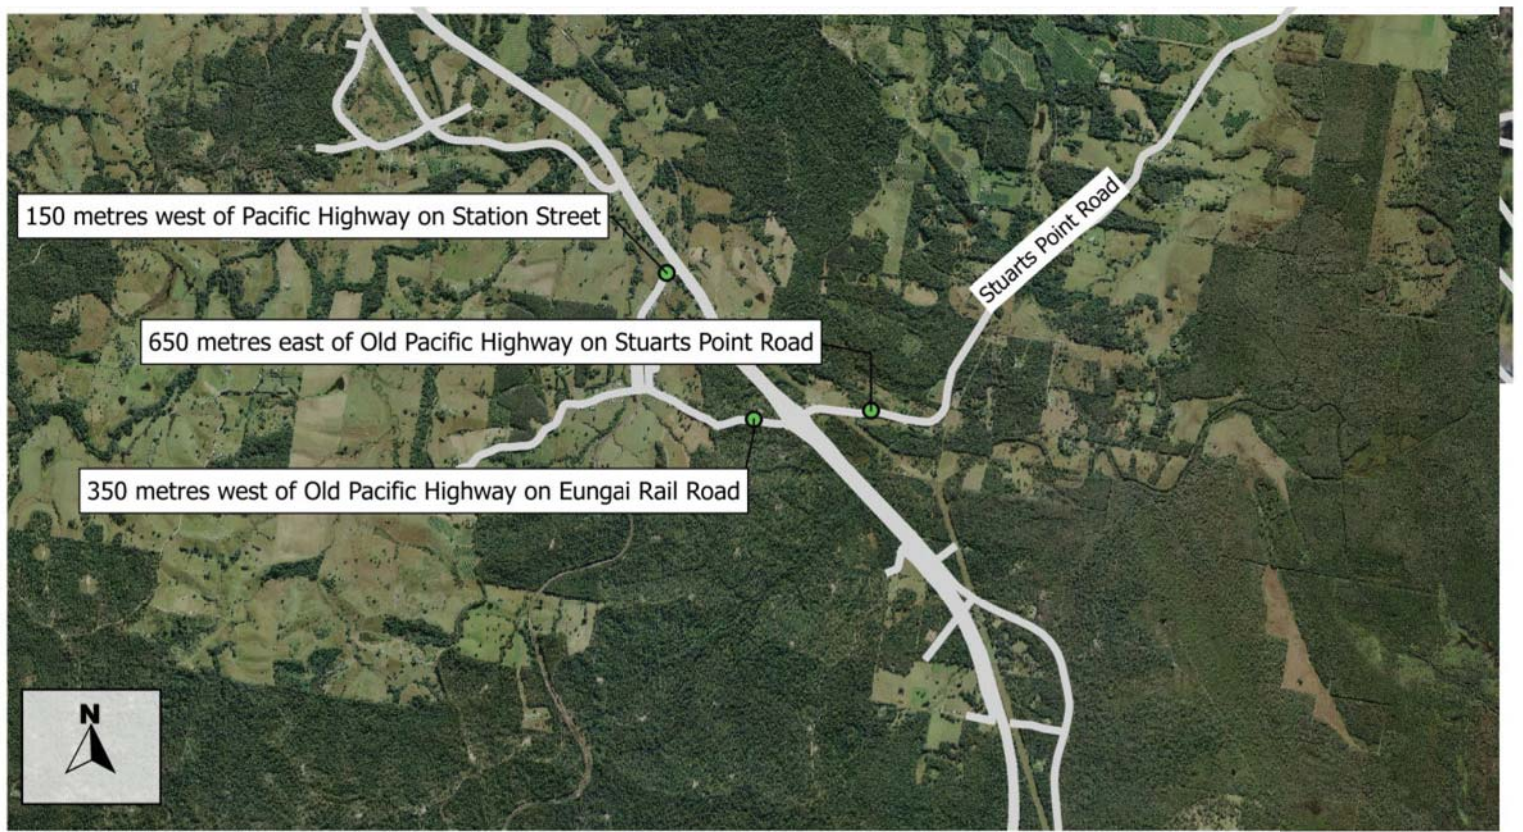 150 metres west of Pacific Highway on Station Street
Stuarts Point Road
650 metres east of Old Pacific Highway on Stuarts Point Road
350 metres west of Old Pacific Highway on Eungai Rail Road
N